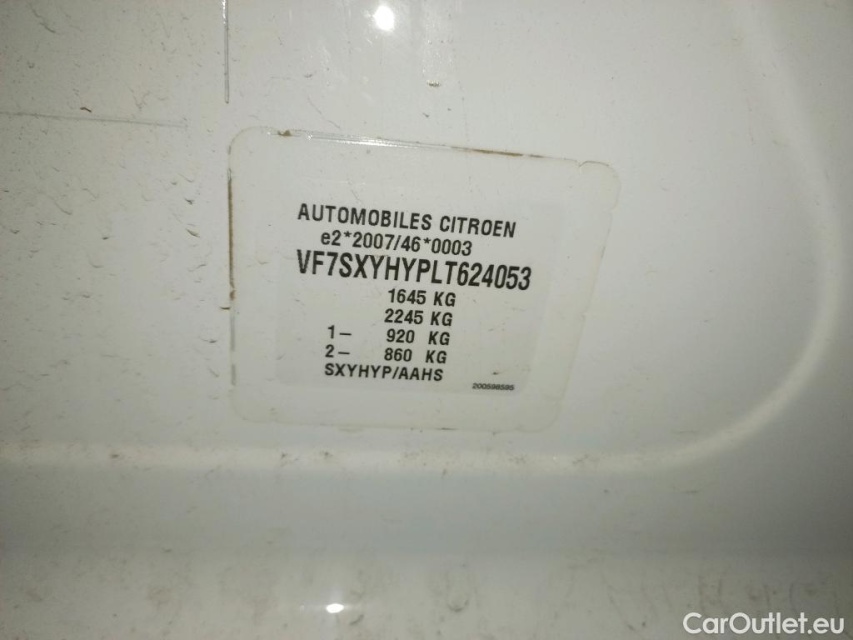 AUTOMOBILES CITROEN
e2*2007/46*0003
VF7SXYHYPLT624053
1645 KG
2245 KG
1— 920 KG
2— 860 KG
SXYHYP/AAHS
200598585
CarOutlet.eu